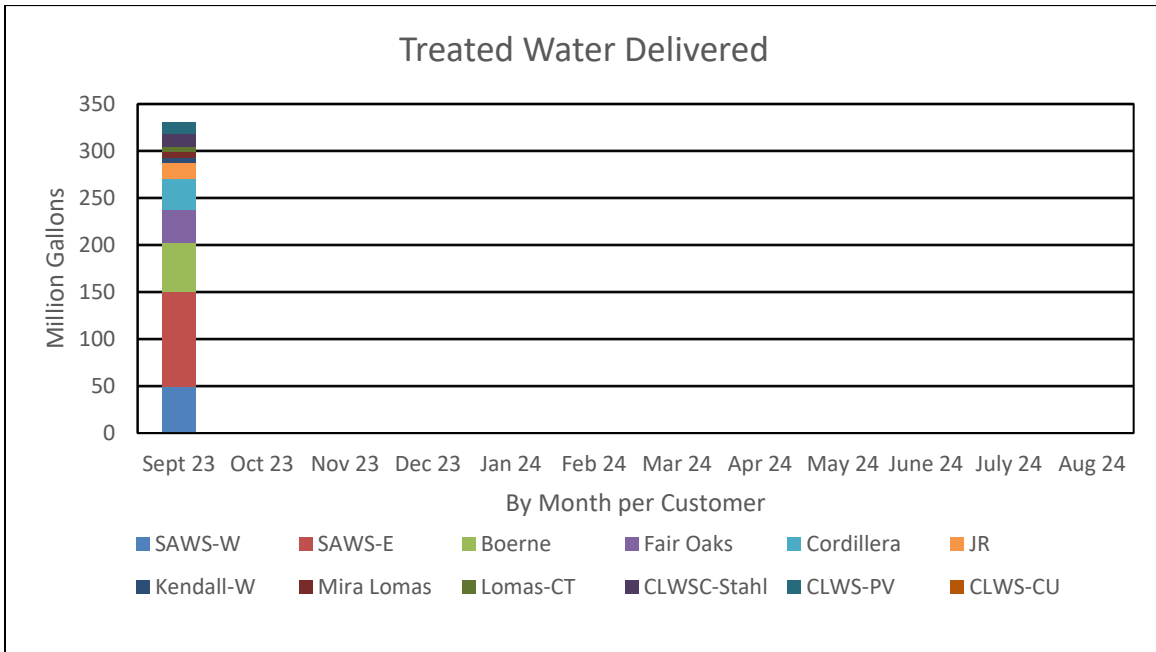 Treated Water Delivered
350
300
250
200
150
100
50
0
Million Gallons
Sept 23 Oct 23 Nov 23 Dec 23 Jan 24 Feb 24 Mar 24 Apr 24 May 24 June 24 July 24 Aug 24
By Month per Customer
SAWS-W SAWS-E Boerne Fair Oaks Cordillera JR
Kendall-W Mira Lomas Lomas-CT CLWSC-Stahl CLWS-PV CLWS-CU